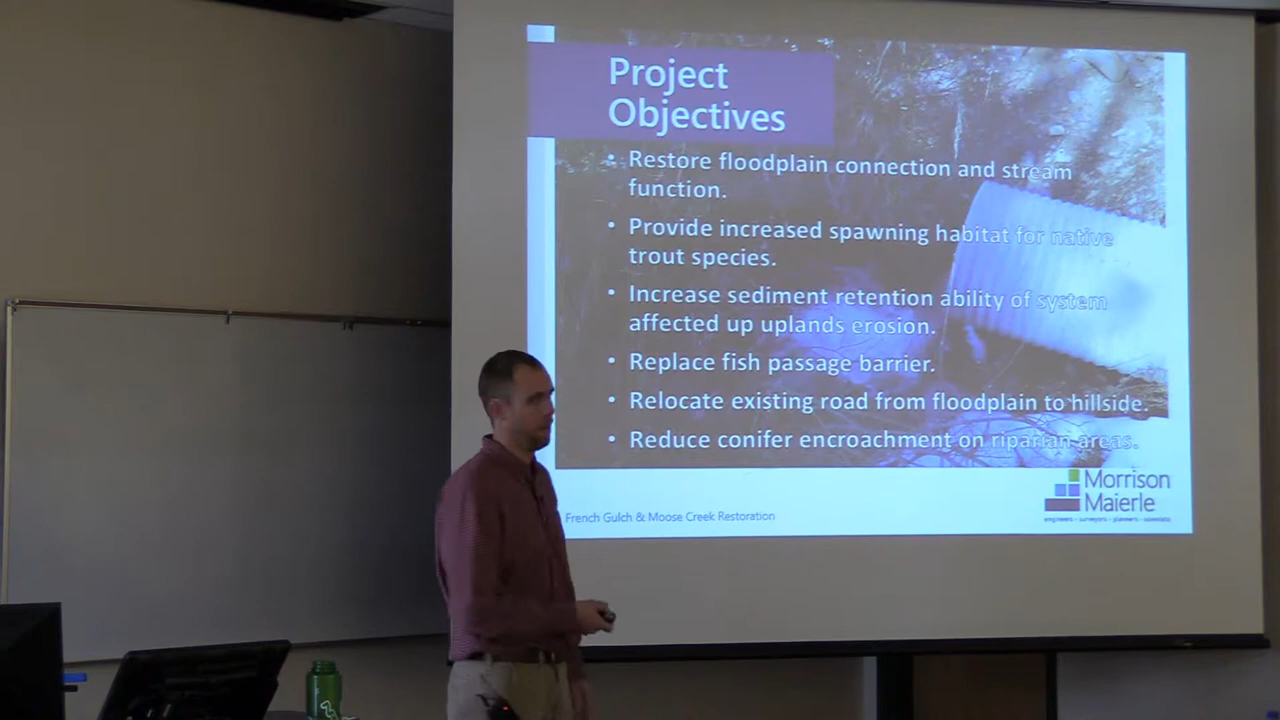 Project
Objectives
• Restore floodplain connection and stream
function.
• Provide increased spawning habitat for native
trout species.
• Increase sediment retention ability of system
affected up uplands erosion.
• Replace fish passage barrier.
• Relocate existing road from floodplain to hillside.
• Reduce conifer encroachment on riparian areas.
Morrison
Maierle
engineers • surveyors • planners • scientists
French Gulch & Moose Creek Restoration